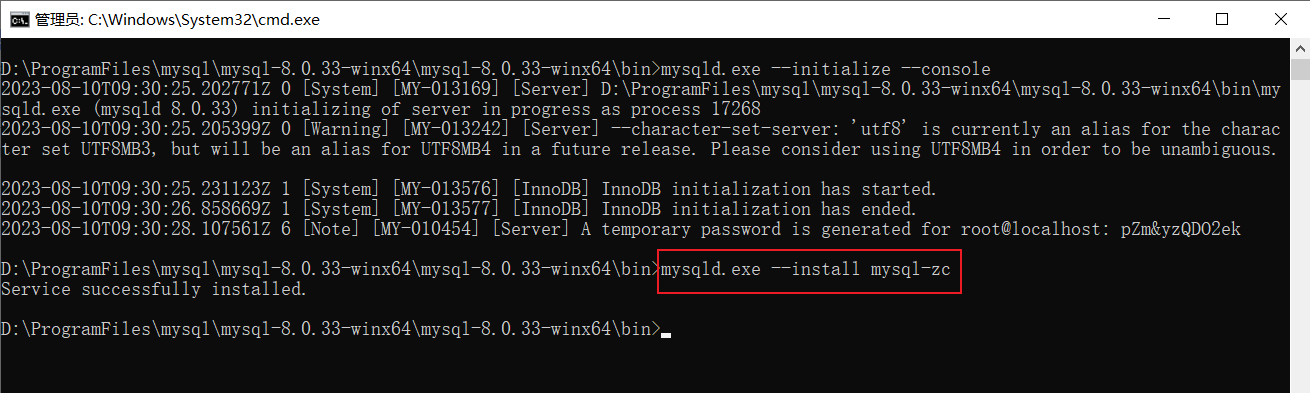 管理员: C:\Windows\System32\cmd.exe
D:\ProgramFiles\mysql\mysql-8.0.33-winx64\mysql-8.0.33-winx64\bin>mysqld.exe --initialize --console
2023-08-10T09:30:25.202771Z 0 [System] [MY-013169] [Server] D:\ProgramFiles\mysql\mysql-8.0.33-winx64\mysql-8.0.33-winx64\bin\my
sqld.exe (mysqld 8.0.33) initializing of server in progress as process 17268
2023-08-10T09:30:25.205399Z 0 [Warning] [MY-013242] [Server] --character-set-server: 'utf8' is currently an alias for the charac
ter set UTF8MB3, but will be an alias for UTF8MB4 in a future release. Please consider using UTF8MB4 in order to be unambiguous.
2023-08-10T09:30:25.231123Z 1 [System] [MY-013576] [InnoDB] InnoDB initialization has started.
2023-08-10T09:30:26.858669Z 1 [System] [MY-013577] [InnoDB] InnoDB initialization has ended.
2023-08-10T09:30:28.107561Z 6 [Note] [MY-010454] [Server] A temporary password is generated for root@localhost: pZm&yzQDO2ek
D:\ProgramFiles\mysql\mysql-8.0.33-winx64\mysql-8.0.33-winx64\bin>mysqld.exe --install mysql-zc
Service successfully installed.
D:\ProgramFiles\mysql\mysql-8.0.33-winx64\mysql-8.0.33-winx64\bin>